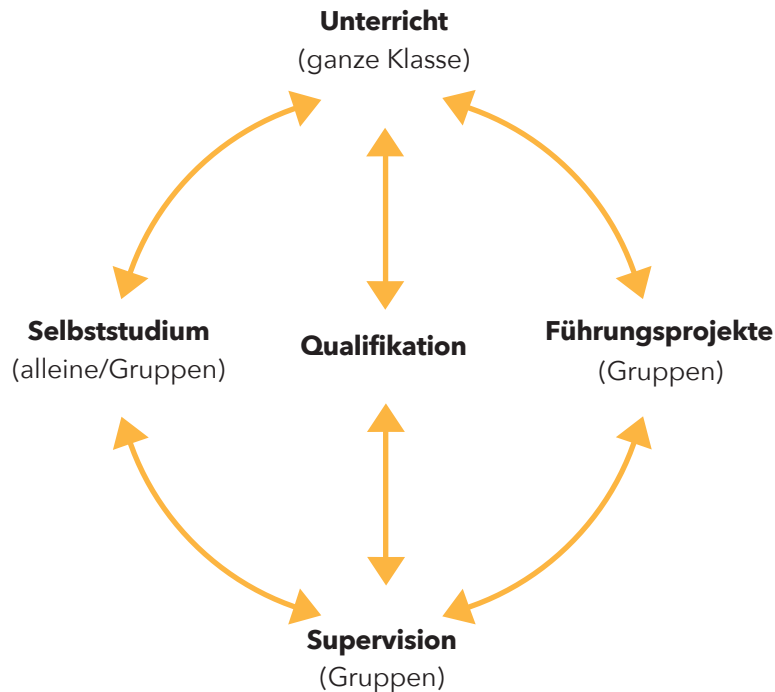 Unterricht
(ganze Klasse)
Selbststudium
(alleine/Gruppen)
Qualifikation
Führungsprojekte
(Gruppen)
Supervision
(Gruppen)